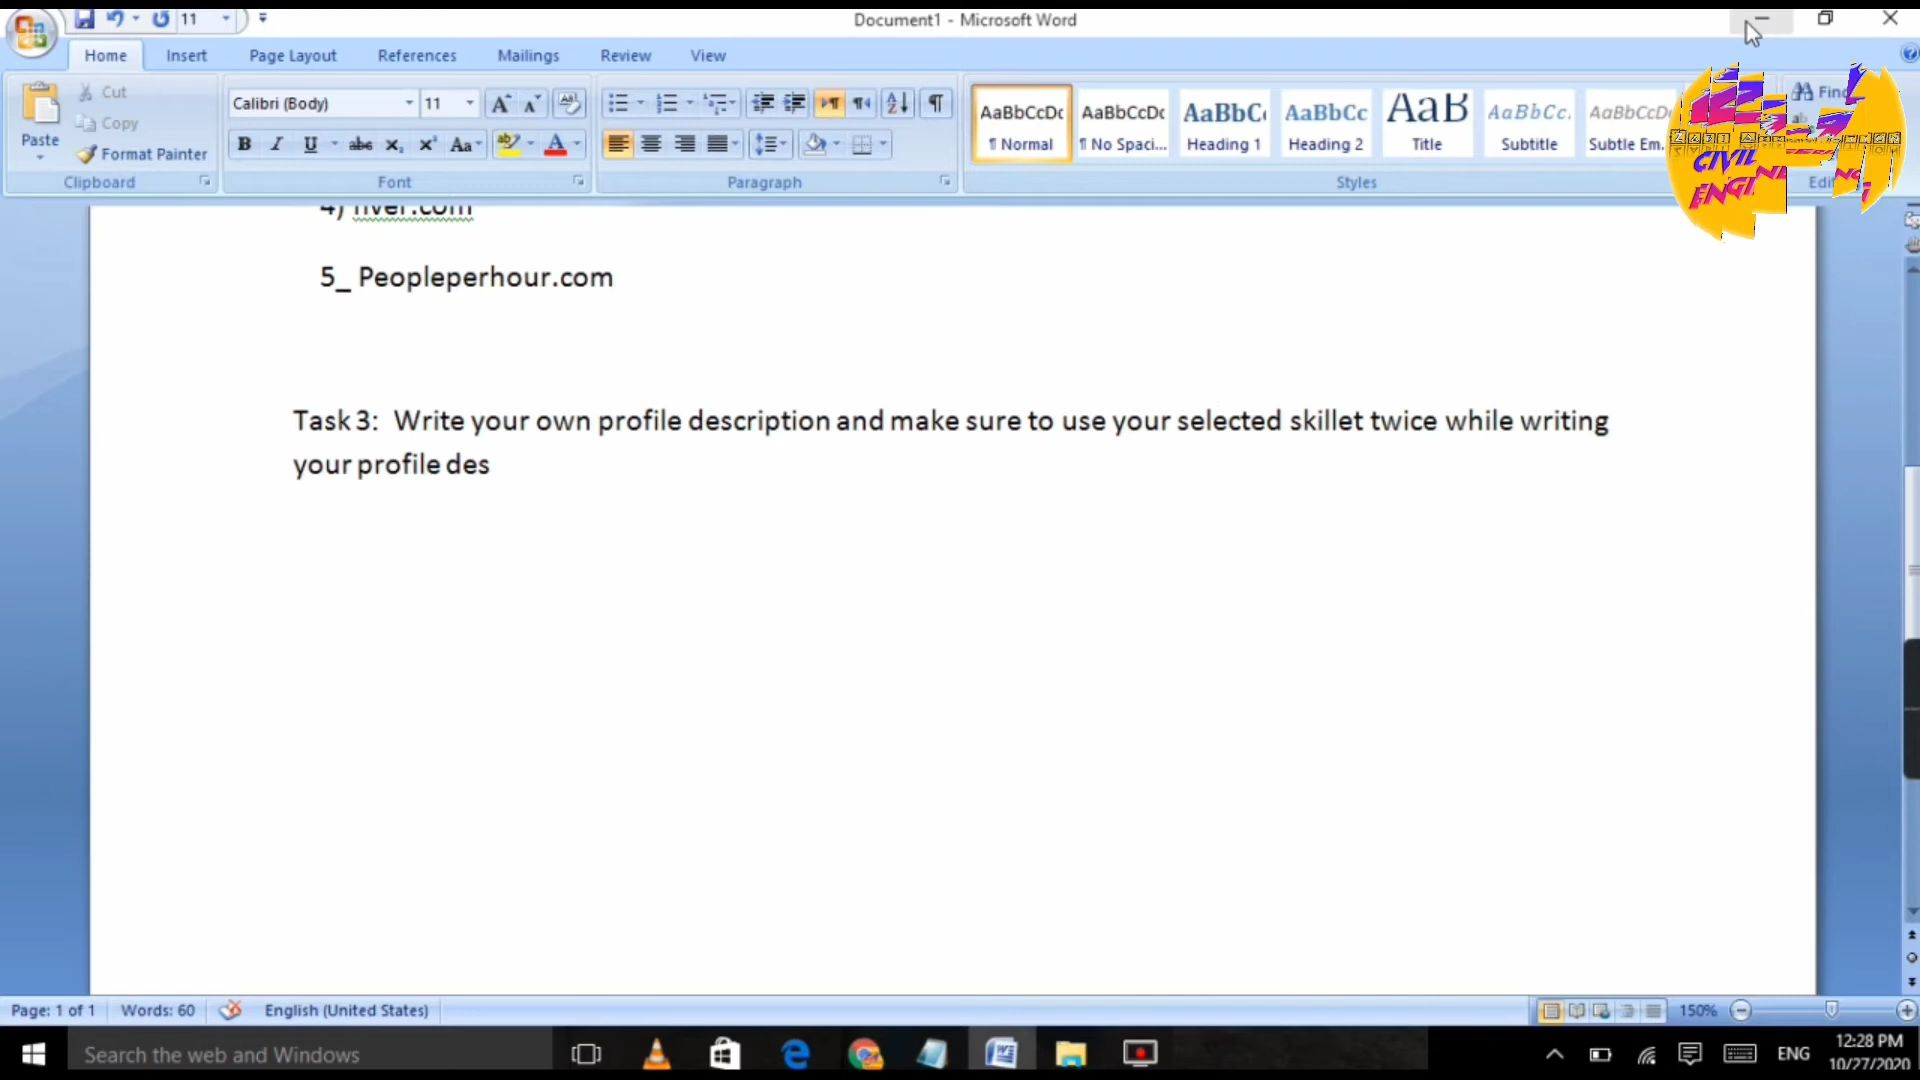 11
Document1 - Microsoft Word
Home Insert Page Layout References Mailings Review View
Paste
Cut
Copy
Format Painter
Clipboard
Calibri (Body) 11
Font
Paragraph
AaBbCcDc AaBbCcDc AaBbC AaBbCc AaB AaBbCc. AaBbCcDc
¶ Normal ¶ No Spaci... Heading 1 Heading 2 Title Subtitle Subtle Em.
Styles
Find
CIVIL
5_ Peopleperhour.com
Task 3: Write your own profile description and make sure to use your selected skillet twice while writing
your profile des
Page: 1 of 1 Words: 60 English (United States) 150%
Search the web and Windows
ENG
12:28 PM
10/27/2020